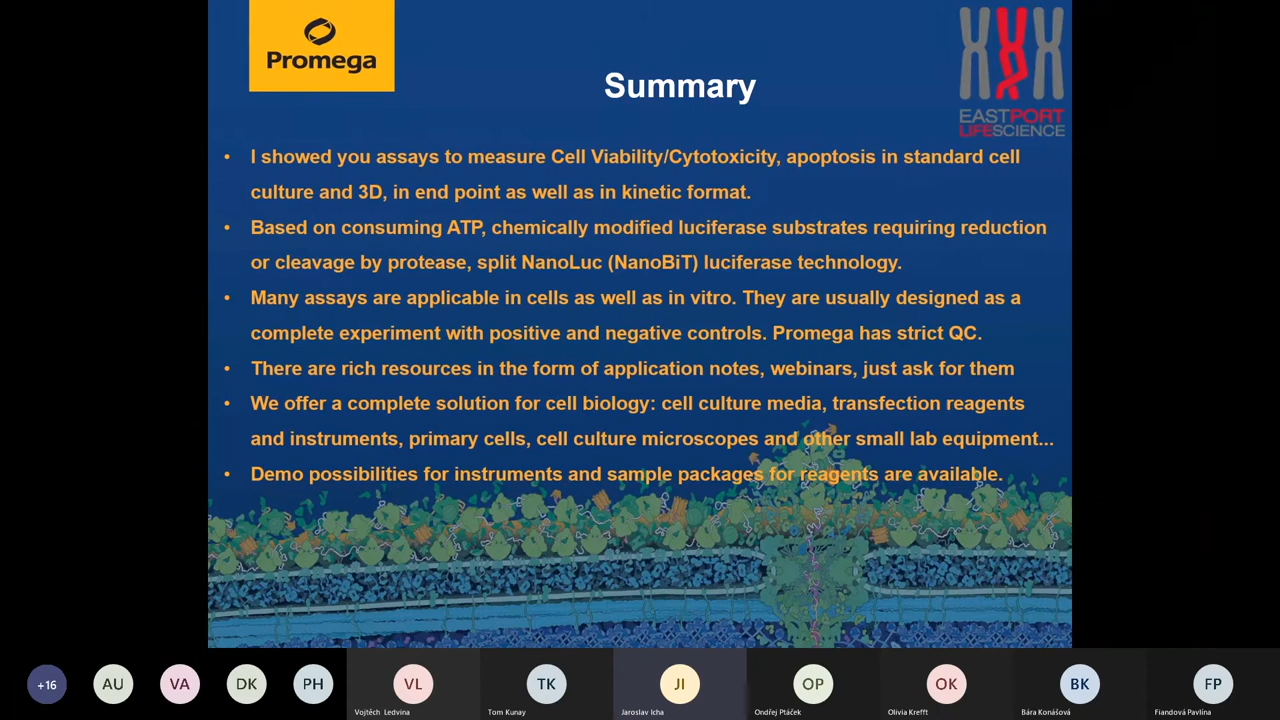 Promega
Summary
EASTPORT
LIFESCIENCE
• I showed you assays to measure Cell Viability/Cytotoxicity, apoptosis in standard cell
culture and 3D, in end point as well as in kinetic format.
• Based on consuming ATP, chemically modified luciferase substrates requiring reduction
or cleavage by protease, split NanoLuc (NanoBiT) luciferase technology.
• Many assays are applicable in cells as well as in vitro. They are usually designed as a
complete experiment with positive and negative controls. Promega has strict QC.
• There are rich resources in the form of application notes, webinars, just ask for them
• We offer a complete solution for cell biology: cell culture media, transfection reagents
and instruments, primary cells, cell culture microscopes and other small lab equipment...
• Demo possibilities for instruments and sample packages for reagents are available.
+16 AU VA DK PH VL TK JI OP OK BK FP
Vojtěch Ledvina Tom Kunay Jaroslav Icha Ondřej Ptáček Olivia Krefft Bára Konášová Fiandová Pavlína